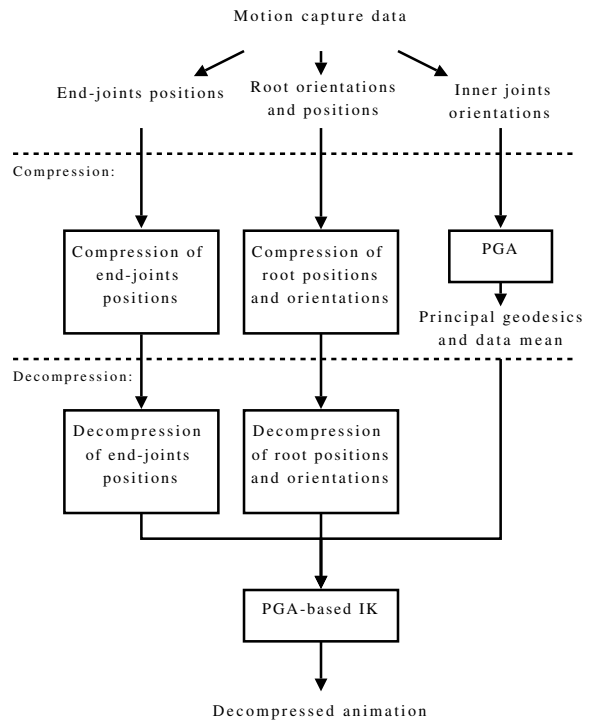 Motion capture data
End-joints positions
Root orientations
and positions
Inner joints
orientations
Compression:
Compression of
end-joints
positions
Compression of
root positions
and orientations
PGA
Principal geodesics
and data mean
Decompression:
Decompression
of end-joints
positions
Decompression
of root positions
and orientations
PGA-based IK
Decompressed animation